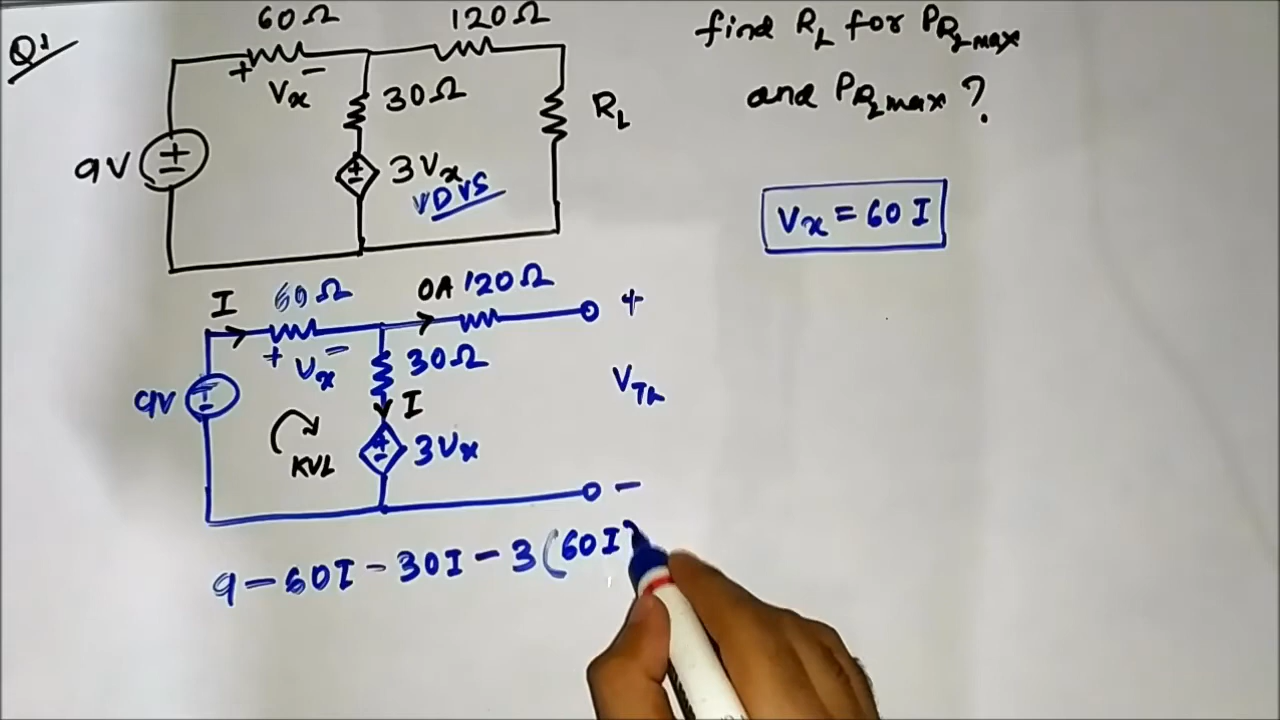 Q1
60Ω 120Ω
+ Vx −
30Ω
RL
9V
3Vx
VDVS
find RL for PRLmax
and PRLmax ?
Vx = 60 I
I 60Ω 0A 120Ω +
+ Vx −
30Ω
VTh
9V
I
KVL
3Vx
−
9 − 60I − 30I − 3(60I)